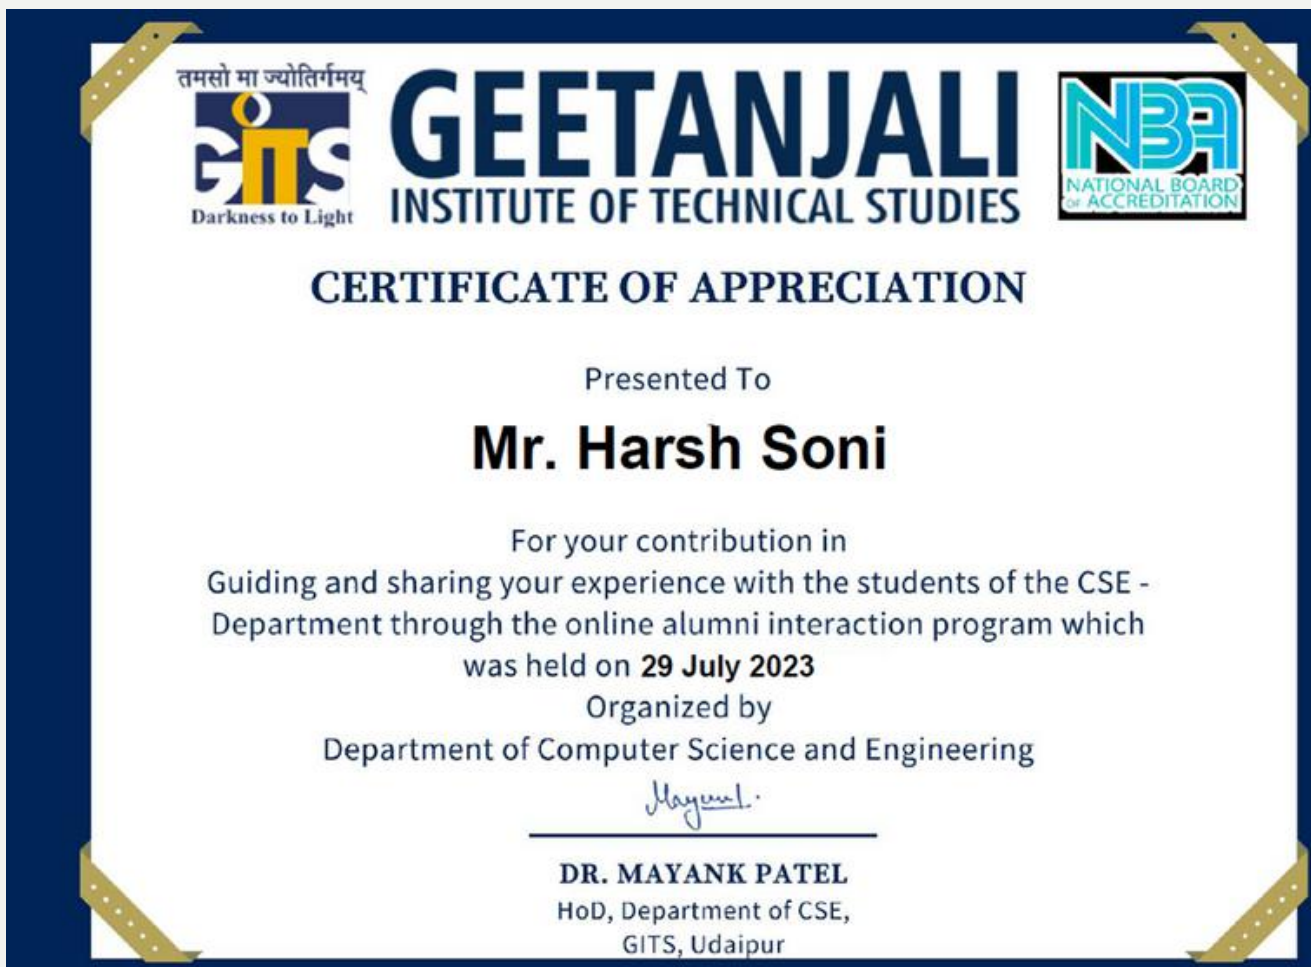 तमसो मा ज्योतिर्गमय्
GITS
Darkness to Light
GEETANJALI
INSTITUTE OF TECHNICAL STUDIES
NBA
NATIONAL BOARD
OF ACCREDITATION
CERTIFICATE OF APPRECIATION
Presented To
Mr. Harsh Soni
For your contribution in
Guiding and sharing your experience with the students of the CSE -
Department through the online alumni interaction program which
was held on 29 July 2023
Organized by
Department of Computer Science and Engineering
DR. MAYANK PATEL
HoD, Department of CSE,
GITS, Udaipur